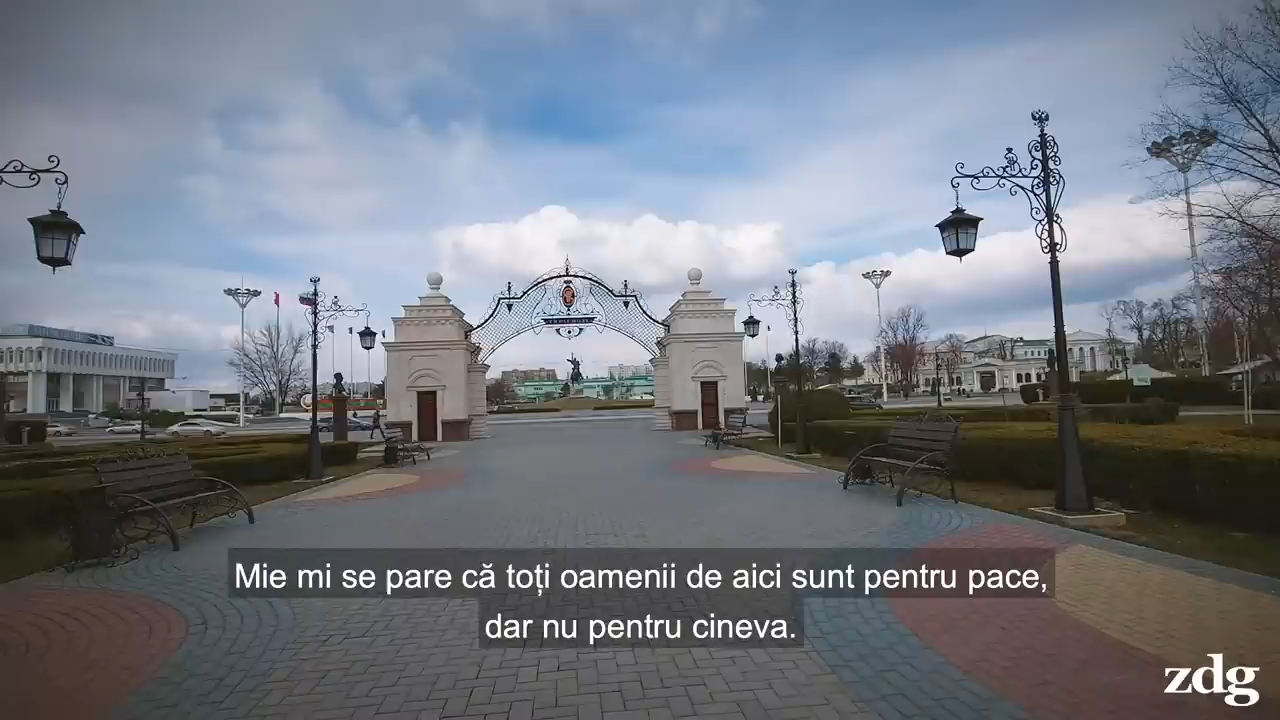 Mie mi se pare că toți oamenii de aici sunt pentru pace,
dar nu pentru cineva.
zdg